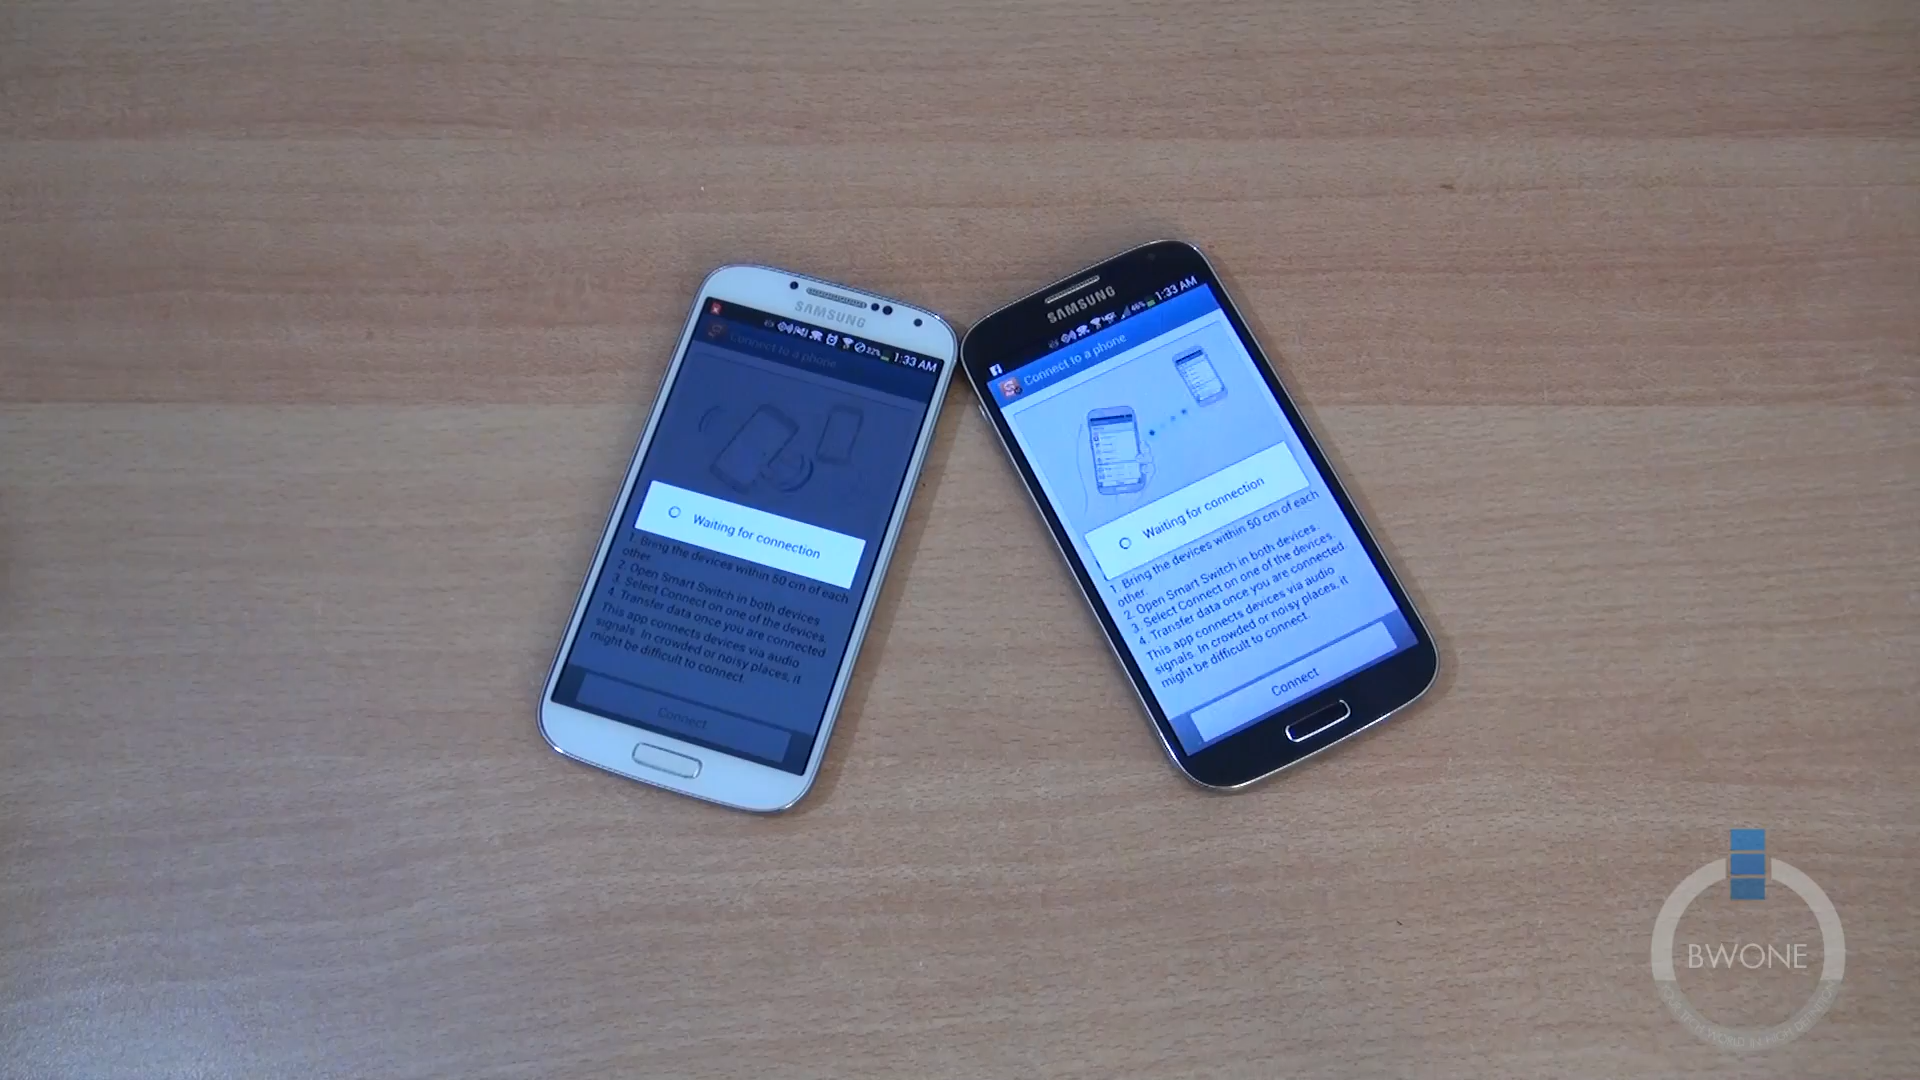 SAMSUNG
1:33 AM
Connect to a phone
Waiting for connection
1. Bring the devices within 50 cm of each
other.
2. Open Smart Switch in both devices
3. Select Connect on one of the devices.
4. Transfer data once you are connected
This app connects devices via audio
signals. In crowded or noisy places, it
might be difficult to connect.
Connect
SAMSUNG
46% 1:33 AM
Connect to a phone
Waiting for connection
1. Bring the devices within 50 cm of each
other.
2. Open Smart Switch in both devices.
3. Select Connect on one of the devices.
4. Transfer data once you are connected.
This app connects devices via audio
signals. In crowded or noisy places, it
might be difficult to connect.
Connect
BWONE